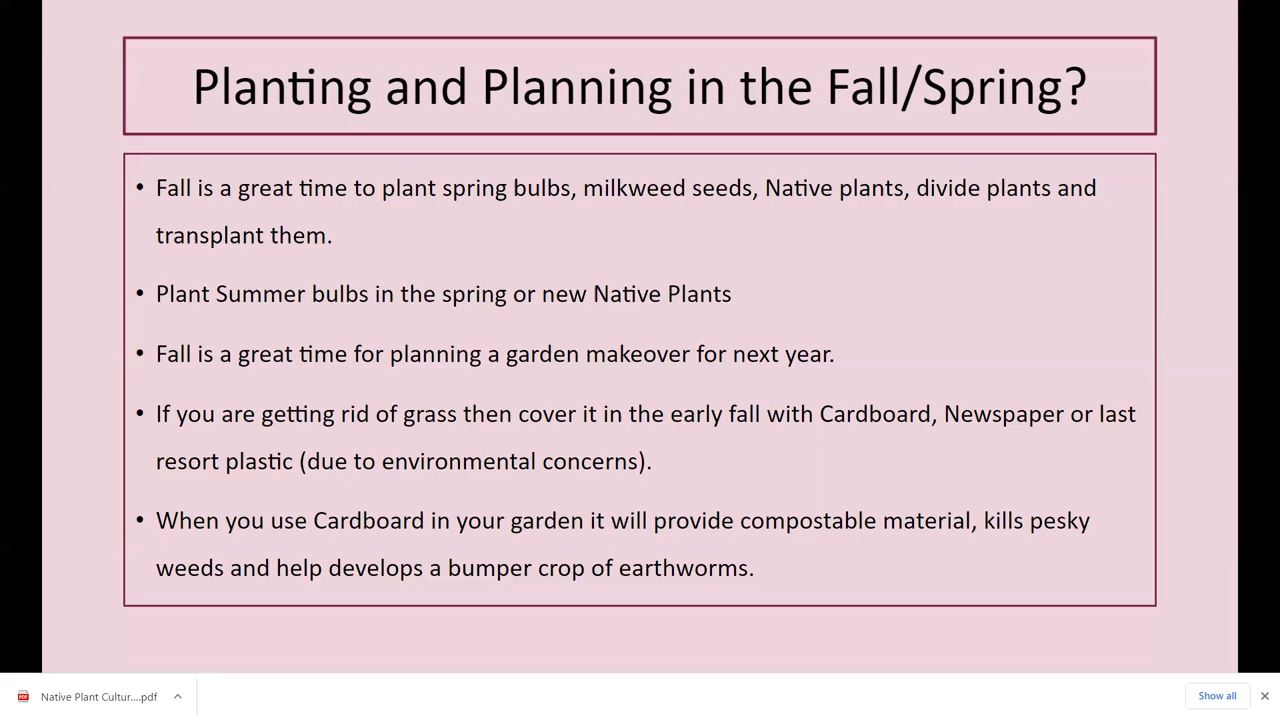 Planting and Planning in the Fall/Spring?
• Fall is a great time to plant spring bulbs, milkweed seeds, Native plants, divide plants and
transplant them.
• Plant Summer bulbs in the spring or new Native Plants
• Fall is a great time for planning a garden makeover for next year.
• If you are getting rid of grass then cover it in the early fall with Cardboard, Newspaper or last
resort plastic (due to environmental concerns).
• When you use Cardboard in your garden it will provide compostable material, kills pesky
weeds and help develops a bumper crop of earthworms.
Native Plant Cultur....pdf
Show all